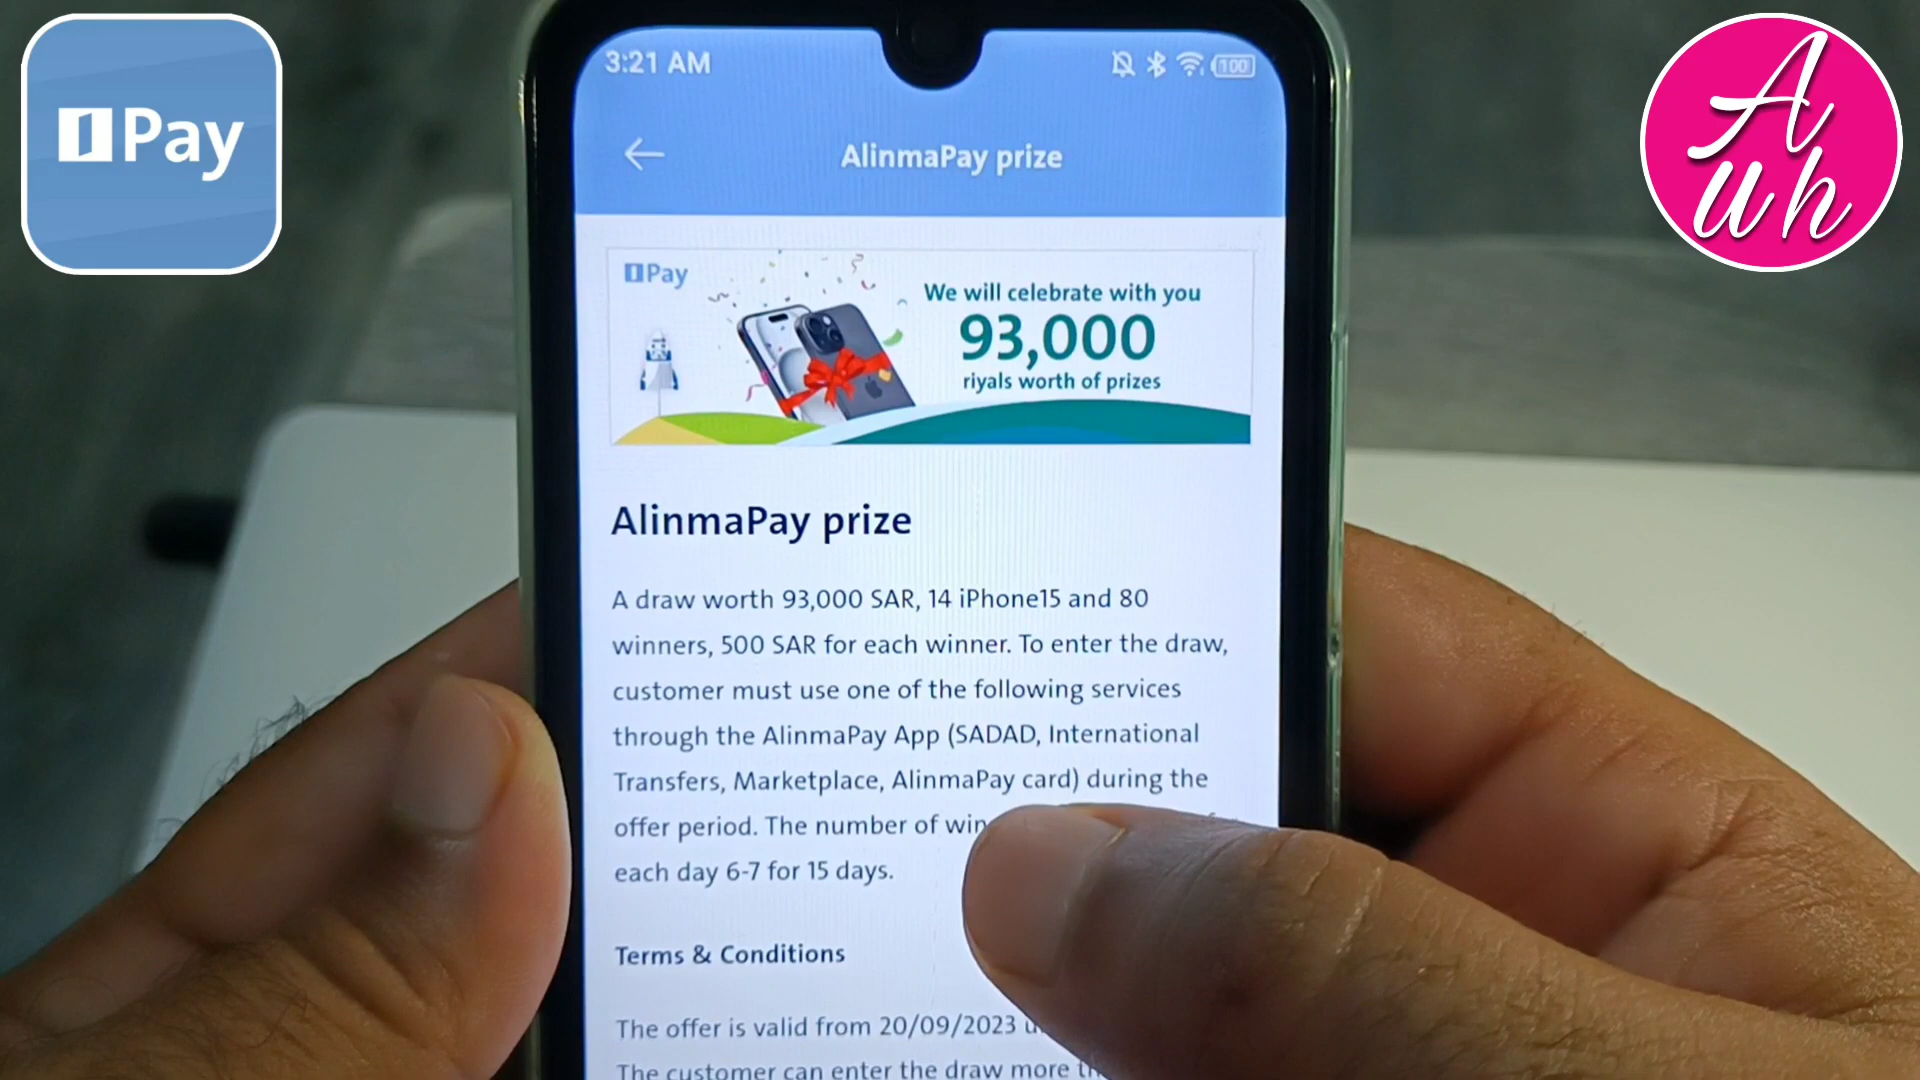 Pay
A
wh
3:21 AM
100
AlinmaPay prize
Pay
We will celebrate with you
93,000
riyals worth of prizes
AlinmaPay prize
A draw worth 93,000 SAR, 14 iPhone15 and 80
winners, 500 SAR for each winner. To enter the draw,
customer must use one of the following services
through the AlinmaPay App (SADAD, International
Transfers, Marketplace, AlinmaPay card) during the
offer period. The number of
each day 6-7 for 15 days.
Terms & Conditions
The offer is valid from 20/09/2023
The customer can enter the draw more